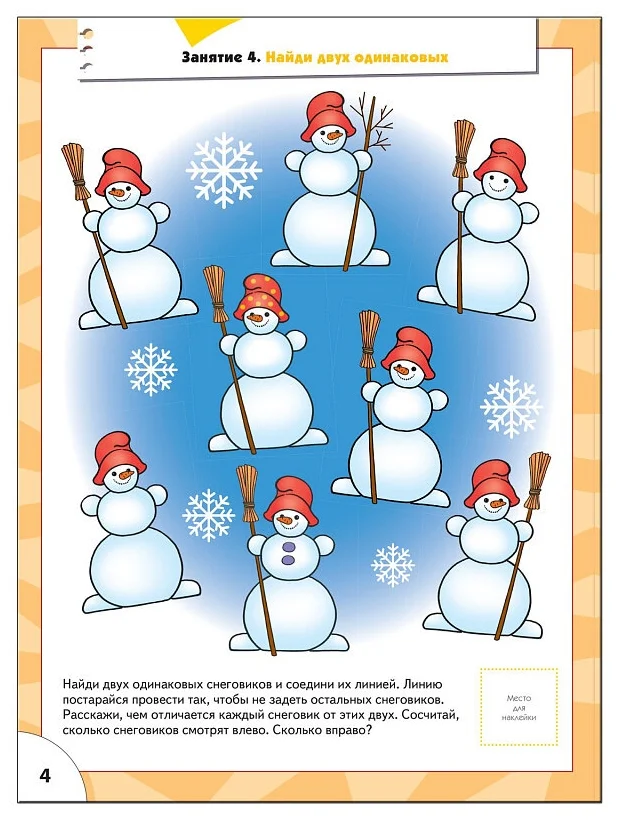 Занятие 4. Найди двух одинаковых
Найди двух одинаковых снеговиков и соедини их линией. Линию
постарайся провести так, чтобы не задеть остальных снеговиков.
Расскажи, чем отличается каждый снеговик от этих двух. Сосчитай,
сколько снеговиков смотрят влево. Сколько вправо?
Место
для
наклейки
4